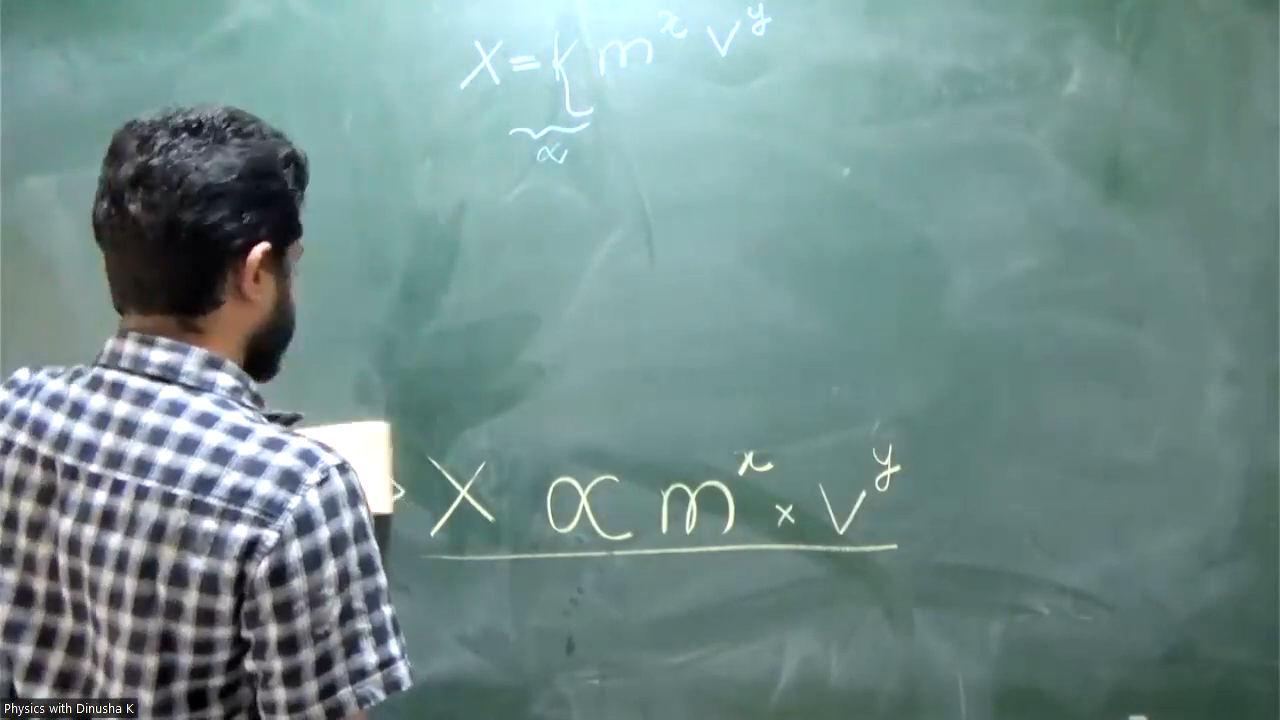 X = k m^x v^y
α
> X α m^x × v^y
Physics with Dinusha K